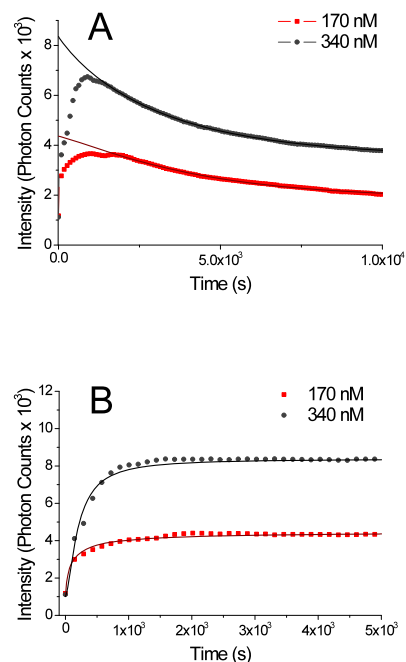 A
170 nM
340 nM
8
6
4
2
0
Intensity (Photon Counts x 10³)
0.0
5.0x10³
1.0x10⁴
Time (s)
B
170 nM
340 nM
12
10
8
6
4
2
0
Intensity (Photon Counts x 10³)
0
1x10³
2x10³
3x10³
4x10³
5x10³
Time (s)